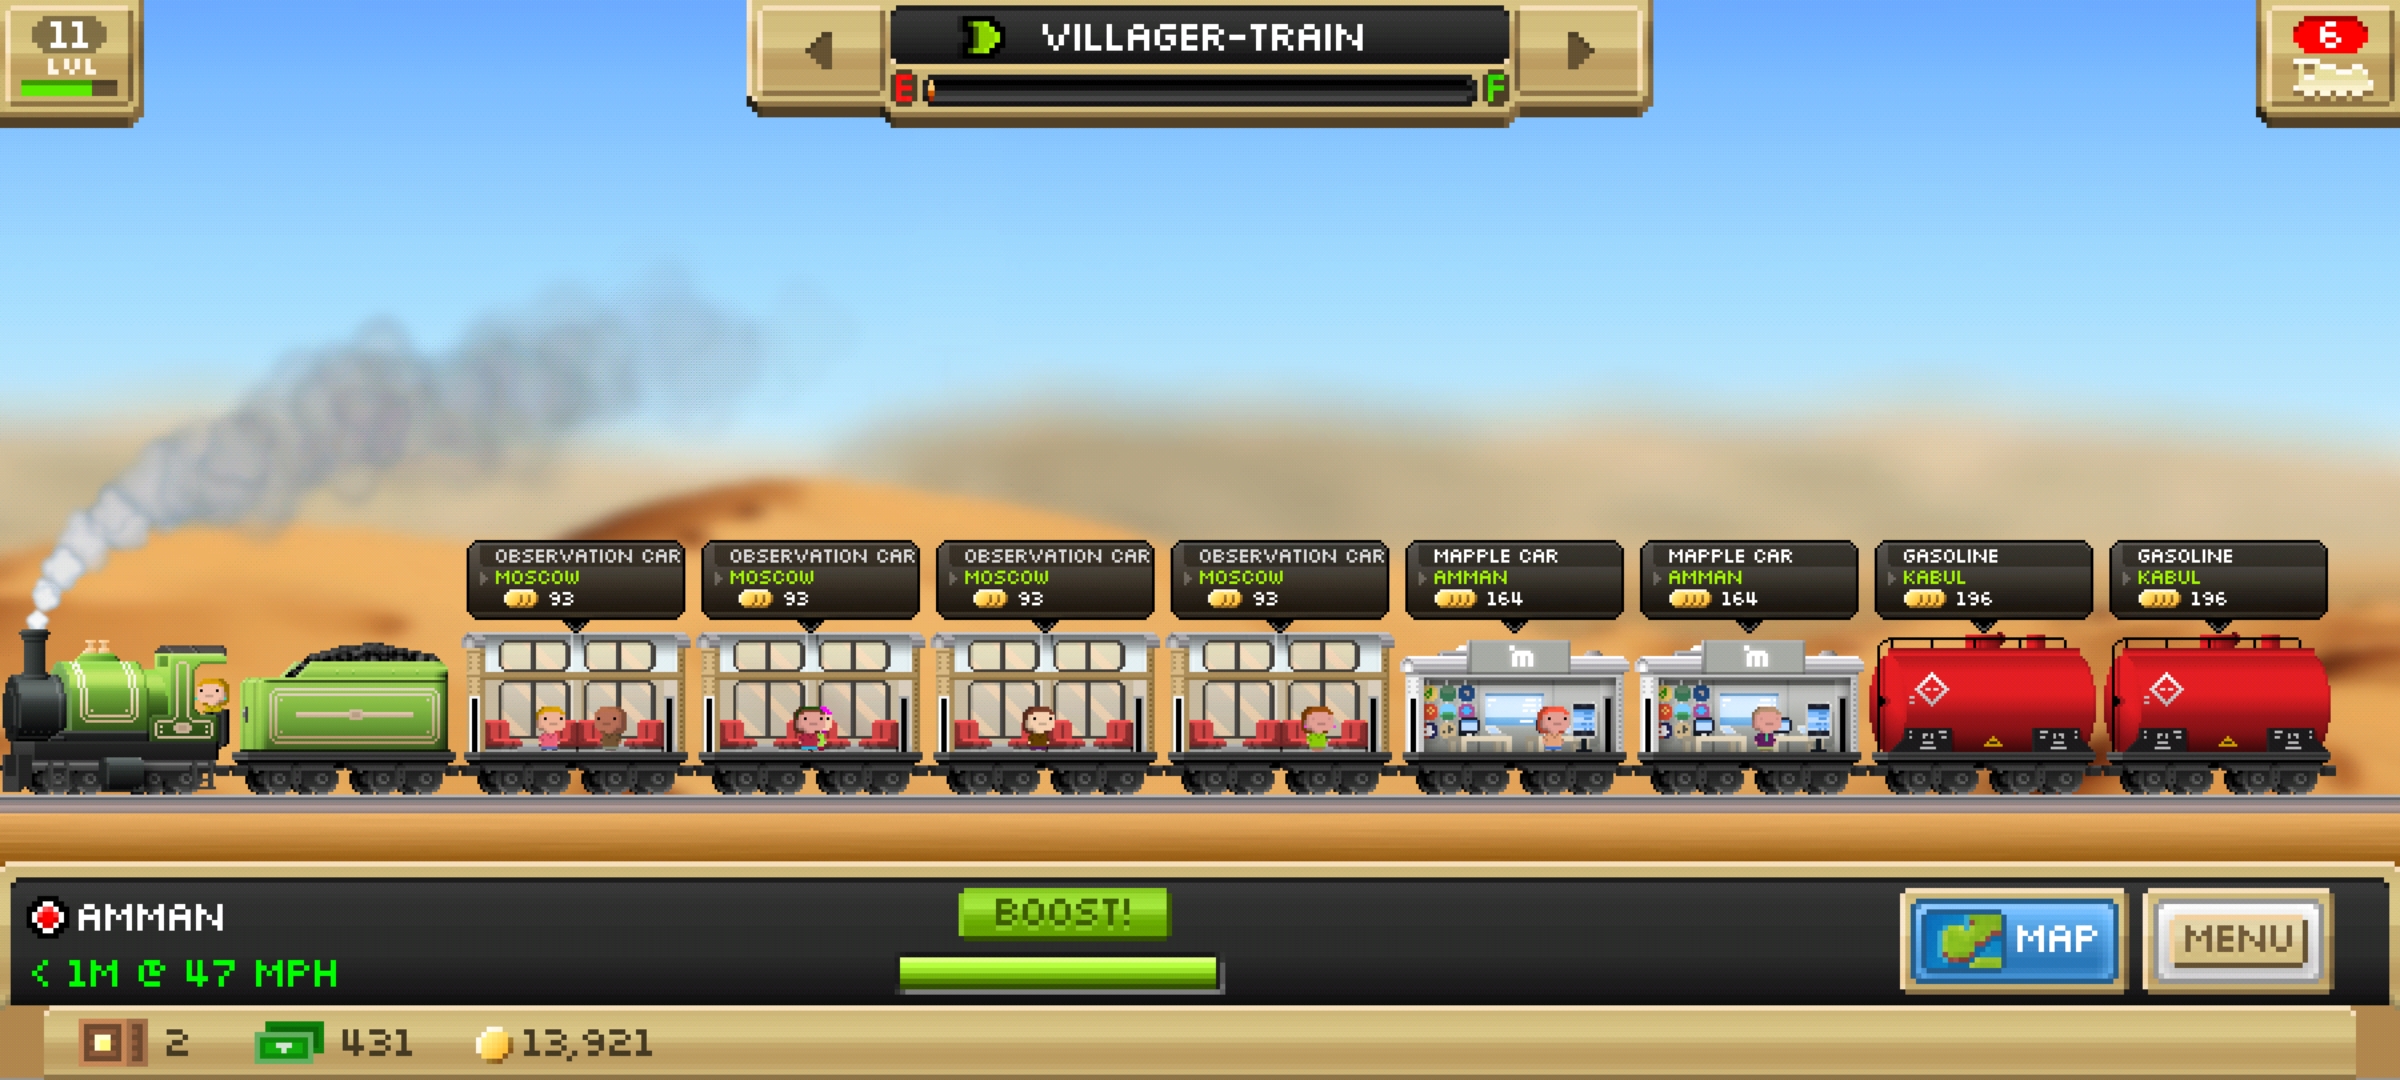 11
LVL
VILLAGER-TRAIN
E
F
6
OBSERVATION CAR
MOSCOW
93
OBSERVATION CAR
MOSCOW
93
OBSERVATION CAR
MOSCOW
93
OBSERVATION CAR
MOSCOW
93
MAPPLE CAR
AMMAN
164
MAPPLE CAR
AMMAN
164
GASOLINE
KABUL
196
GASOLINE
KABUL
196
m
m
AMMAN
< 1M @ 47 MPH
BOOST!
MAP
MENU
2
431
13,921